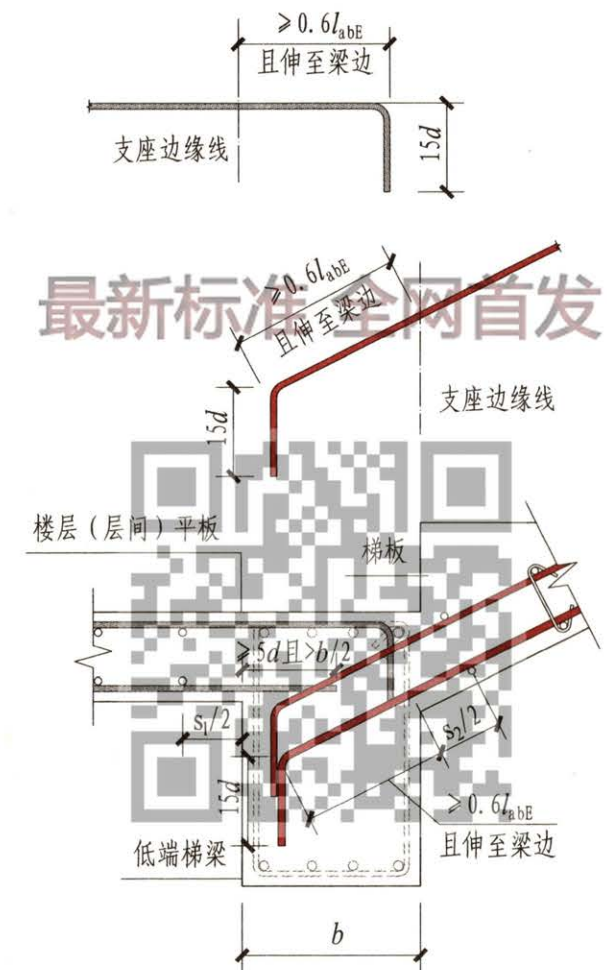 ≥0.6labE
且伸至梁边
支座边缘线
15d
最新标准 全网首发
≥0.6labE
且伸至梁边
15d
支座边缘线
楼层（层间）平板
梯板
≥5d且>b/2
s1/2
s2/2
15d
≥0.6labE
且伸至梁边
低端梯梁
b